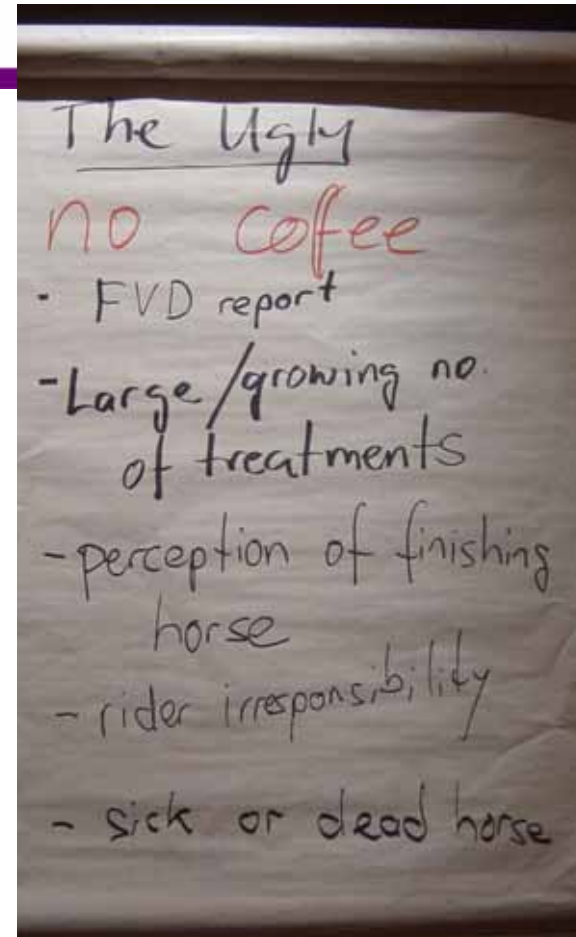 The Ugly
no cofee
- FVD report
- Large/growing no.
of treatments
- perception of finishing
horse
- rider irresponsibility
- sick or dead horse